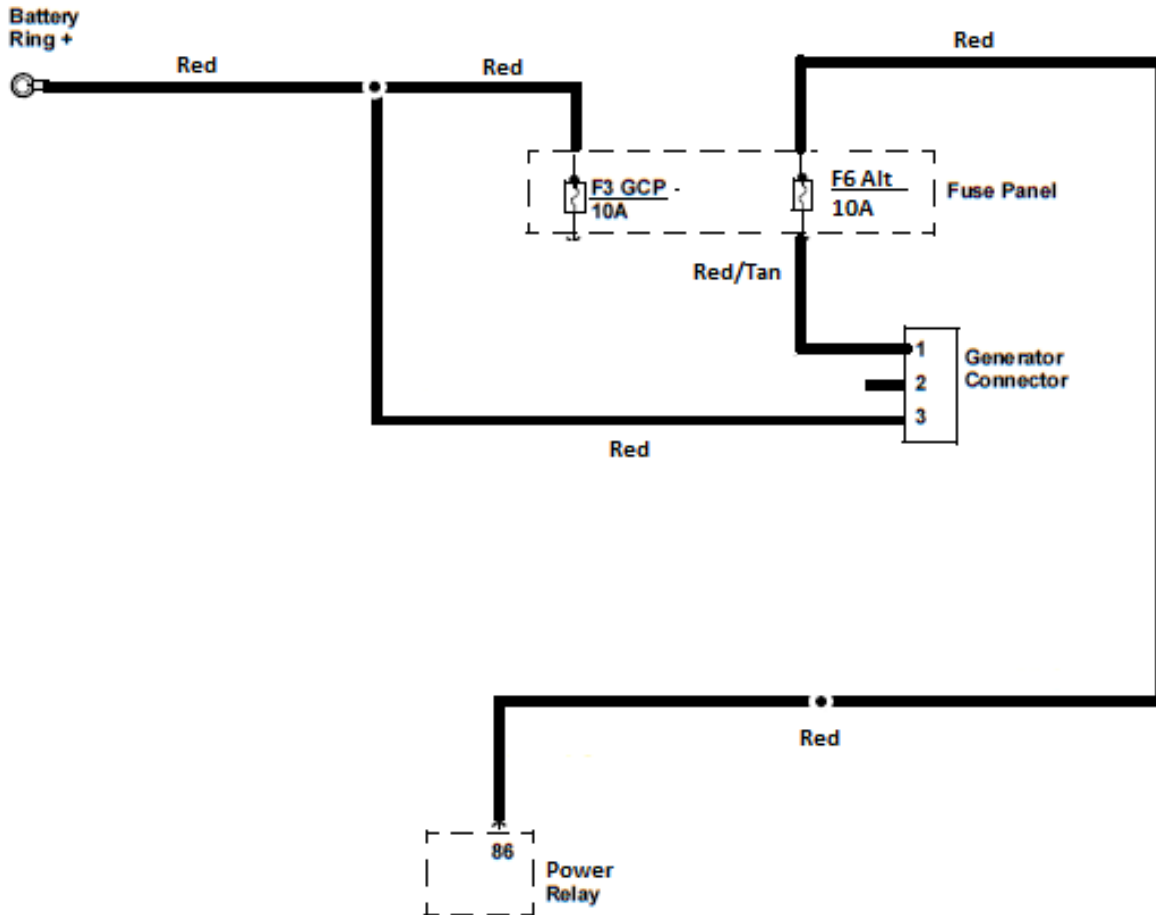 Battery
Ring +
Red
Red
Red
F3 GCP -
10A
F6 Alt
10A
Fuse Panel
Red/Tan
1
2
3
Generator
Connector
Red
Red
86
Power
Relay